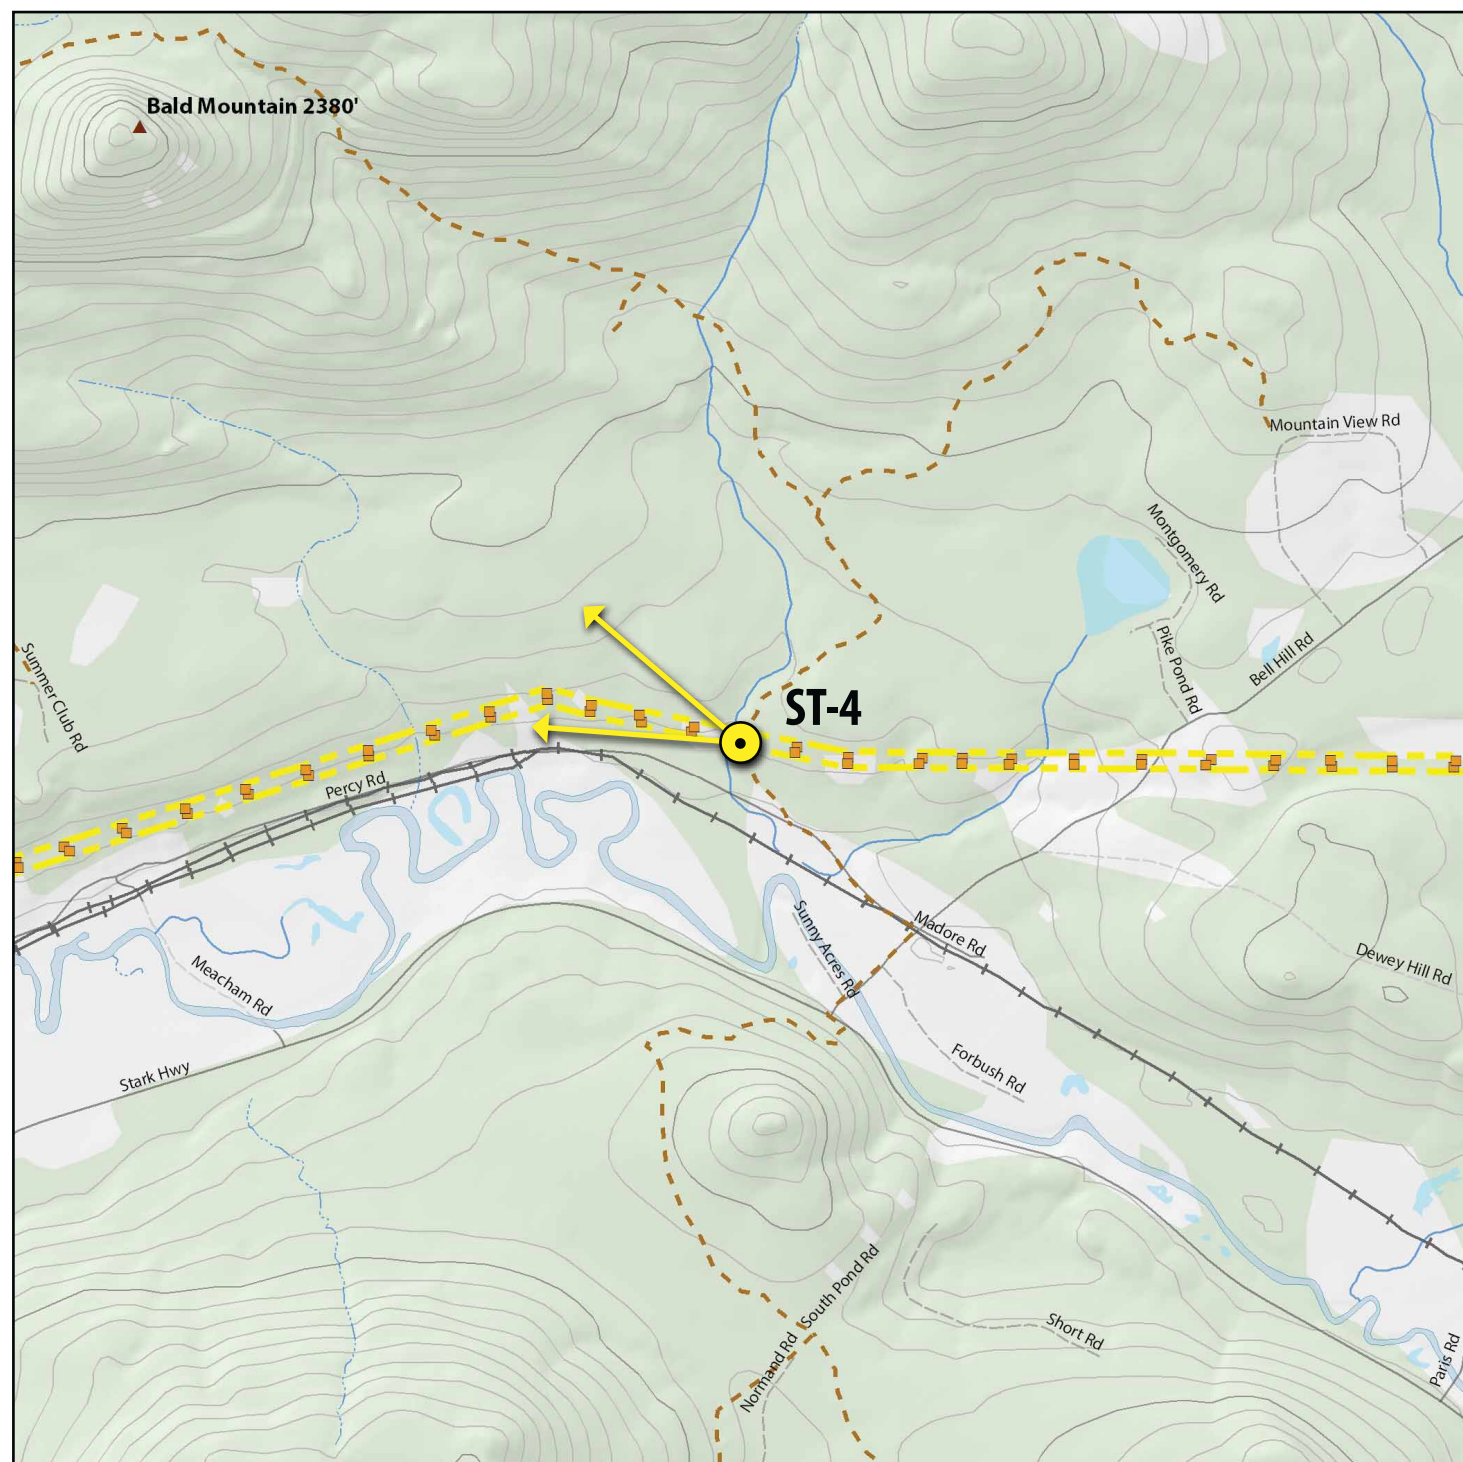 Bald Mountain 2380'
Mountain View Rd
Montgomery Rd
Pike Pond Rd
Bell Hill Rd
Summer Club Rd
ST-4
Percy Rd
Madore Rd
Sunny Acres Rd
Dewey Hill Rd
Meacham Rd
Forbush Rd
Stark Hwy
South Pond Rd
Short Rd
Normand Rd
Paris Rd